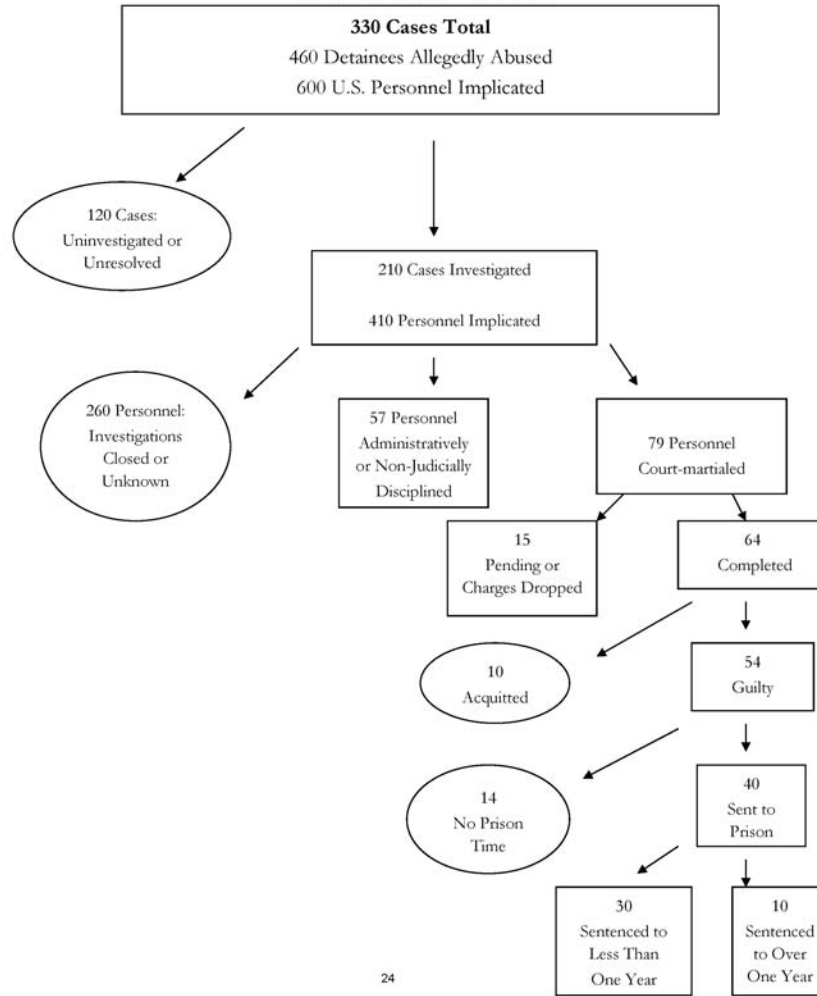 330 Cases Total
460 Detainees Allegedly Abused
600 U.S. Personnel Implicated
120 Cases:
Uninvestigated or
Unresolved
210 Cases Investigated
410 Personnel Implicated
260 Personnel:
Investigations
Closed or
Unknown
57 Personnel
Administratively
or Non-Judicially
Disciplined
79 Personnel
Court-martialed
15
Pending or
Charges Dropped
64
Completed
10
Acquitted
54
Guilty
14
No Prison
Time
40
Sent to
Prison
30
Sentenced to
Less Than
One Year
10
Sentenced
to Over
One Year
24